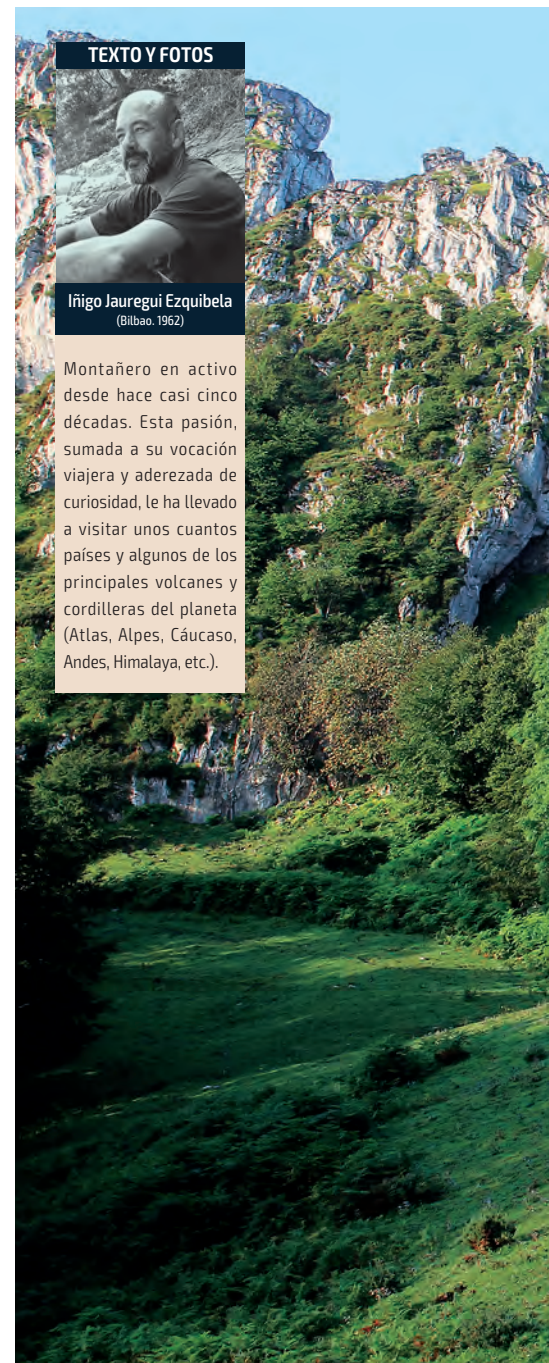 TEXTO Y FOTOS
Iñigo Jauregui Ezquibela
(Bilbao. 1962)
Montañero en activo
desde hace casi cinco
décadas. Esta pasión,
sumada a su vocación
viajera y aderezada de
curiosidad, le ha llevado
a visitar unos cuantos
países y algunos de los
principales volcanes y
cordilleras del planeta
(Atlas, Alpes, Cáucaso,
Andes, Himalaya, etc.).